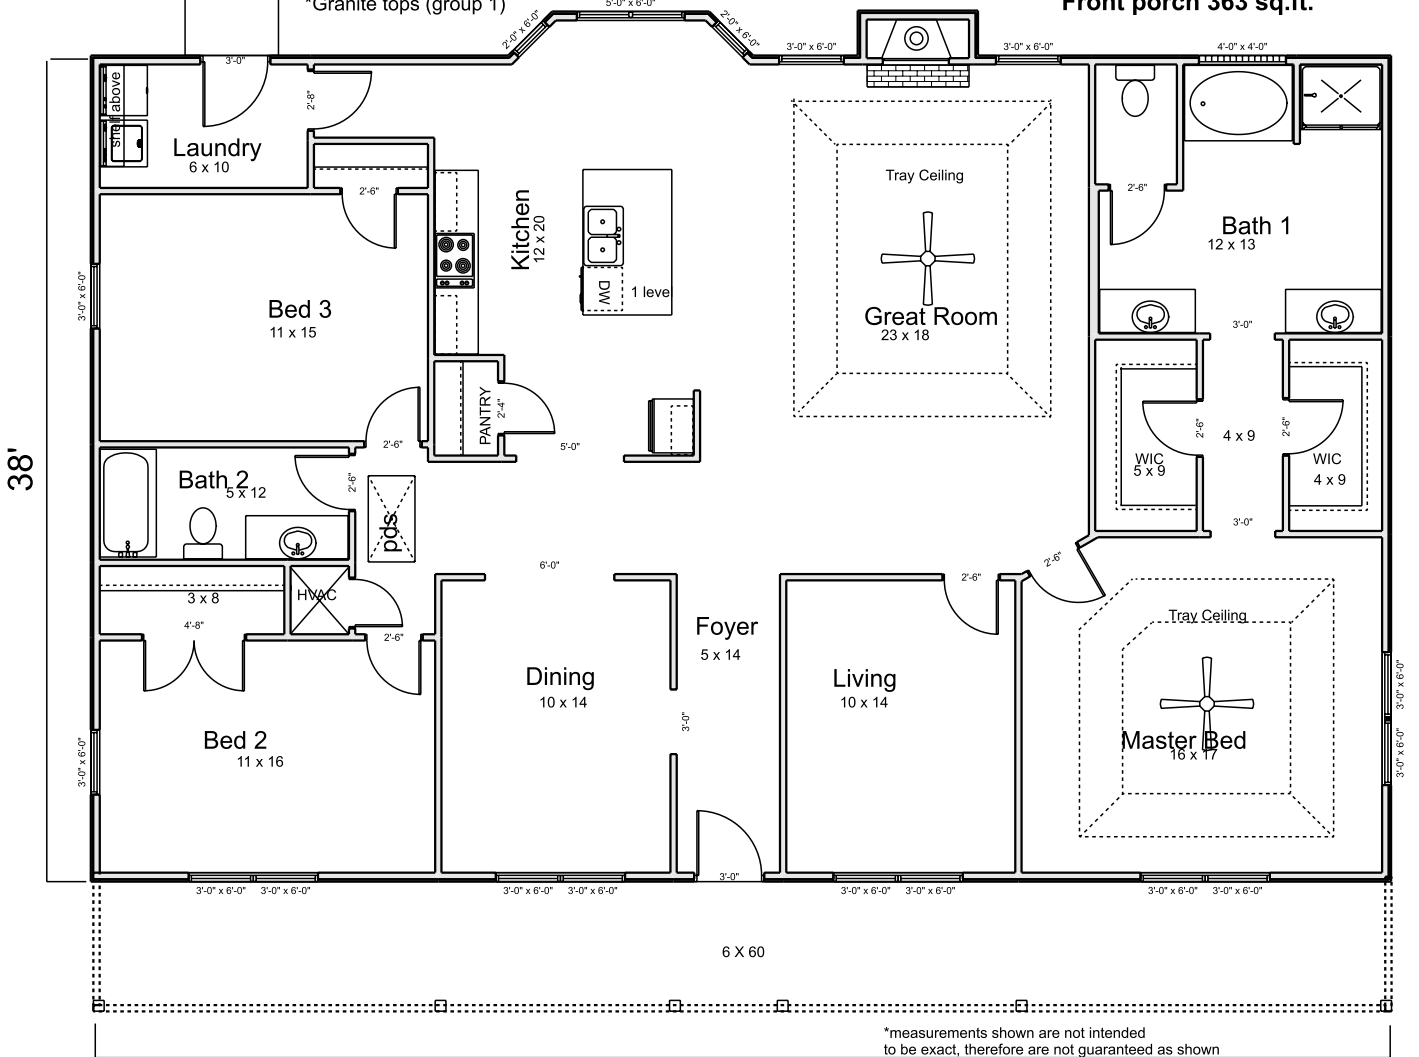 *Granite tops (group 1)
5'-0" x 6'-0"
Front porch 363 sq.ft.
2'-0" x 6'-0"
2'-0" x 6'-0"
3'-0" x 6'-0"
3'-0" x 6'-0"
4'-0" x 4'-0"
3'-0"
shelf above
2'-8"
Laundry
6 x 10
2'-6"
Tray Ceiling
2'-6"
Kitchen
12 x 20
Bath 1
12 x 13
3'-0" x 6'-0"
Bed 3
11 x 15
DW
1 level
Great Room
23 x 18
3'-0"
PANTRY
2'-4"
2'-6"
5'-0"
2'-6"
4 x 9
2'-6"
WIC
5 x 9
WIC
4 x 9
38'
Bath 2
5 x 12
2'-6"
pds
3'-0"
6'-0"
2'-6"
2'-6"
HVAC
3 x 8
4'-8"
2'-6"
Foyer
5 x 14
Tray Ceiling
Dining
10 x 14
Living
10 x 14
3'-0"
3'-0" x 6'-0"
3'-0" x 6'-0"
Bed 2
11 x 16
Master Bed
16 x 17
3'-0" x 6'-0"
3'-0"
3'-0" x 6'-0" 3'-0" x 6'-0"
3'-0" x 6'-0" 3'-0" x 6'-0"
3'-0" x 6'-0" 3'-0" x 6'-0"
3'-0" x 6'-0" 3'-0" x 6'-0"
6 X 60
*measurements shown are not intended
to be exact, therefore are not guaranteed as shown